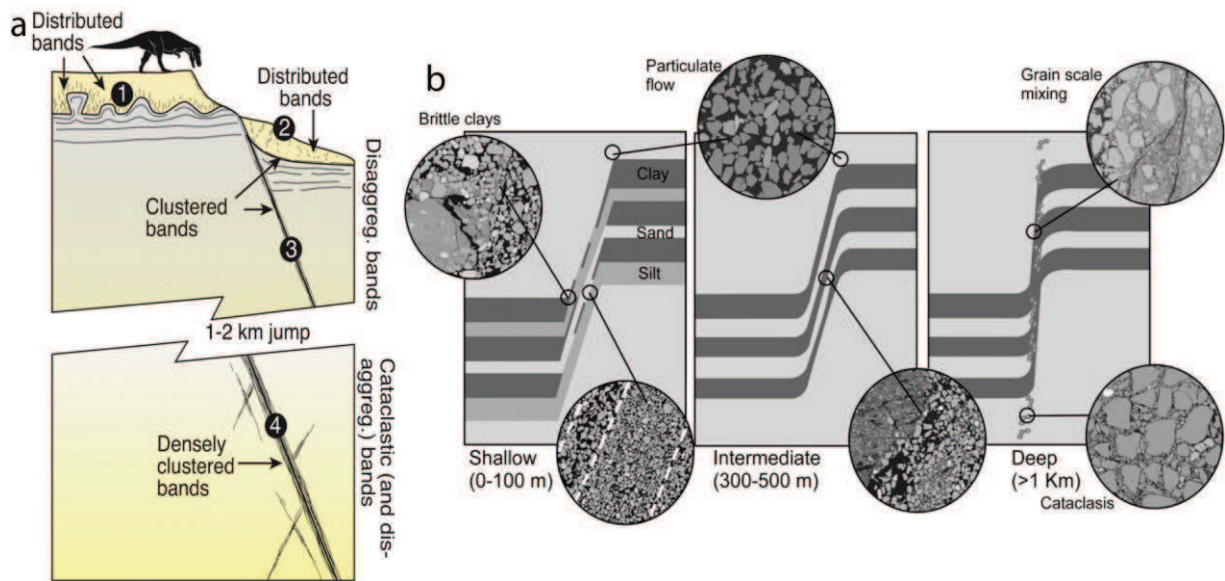 a
Distributed
bands
1
Distributed
bands
2
Clustered
bands
3
Disaggreg. bands
1-2 km jump
4
Densely
clustered
bands
Cataclastic (and dis-
aggreg.) bands
b
Brittle clays
Particulate
flow
Grain scale
mixing
Clay
Sand
Silt
Shallow
(0-100 m)
Intermediate
(300-500 m)
Deep
(>1 Km)
Cataclasis